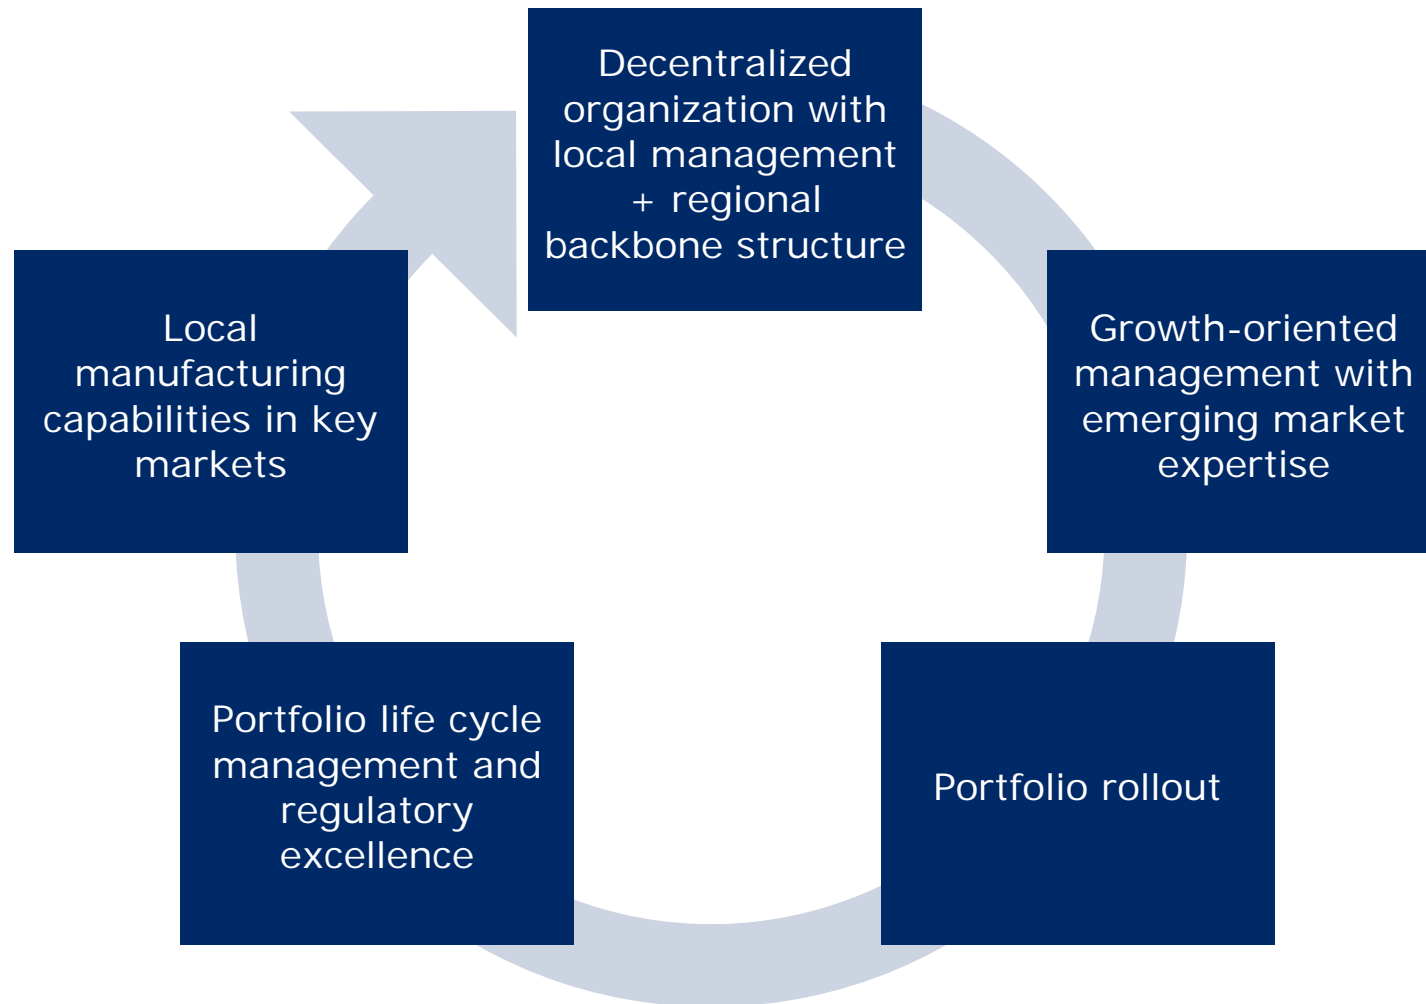 Decentralized
organization with
local management
+ regional
backbone structure
Growth-oriented
management with
emerging market
expertise
Portfolio rollout
Portfolio life cycle
management and
regulatory
excellence
Local
manufacturing
capabilities in key
markets